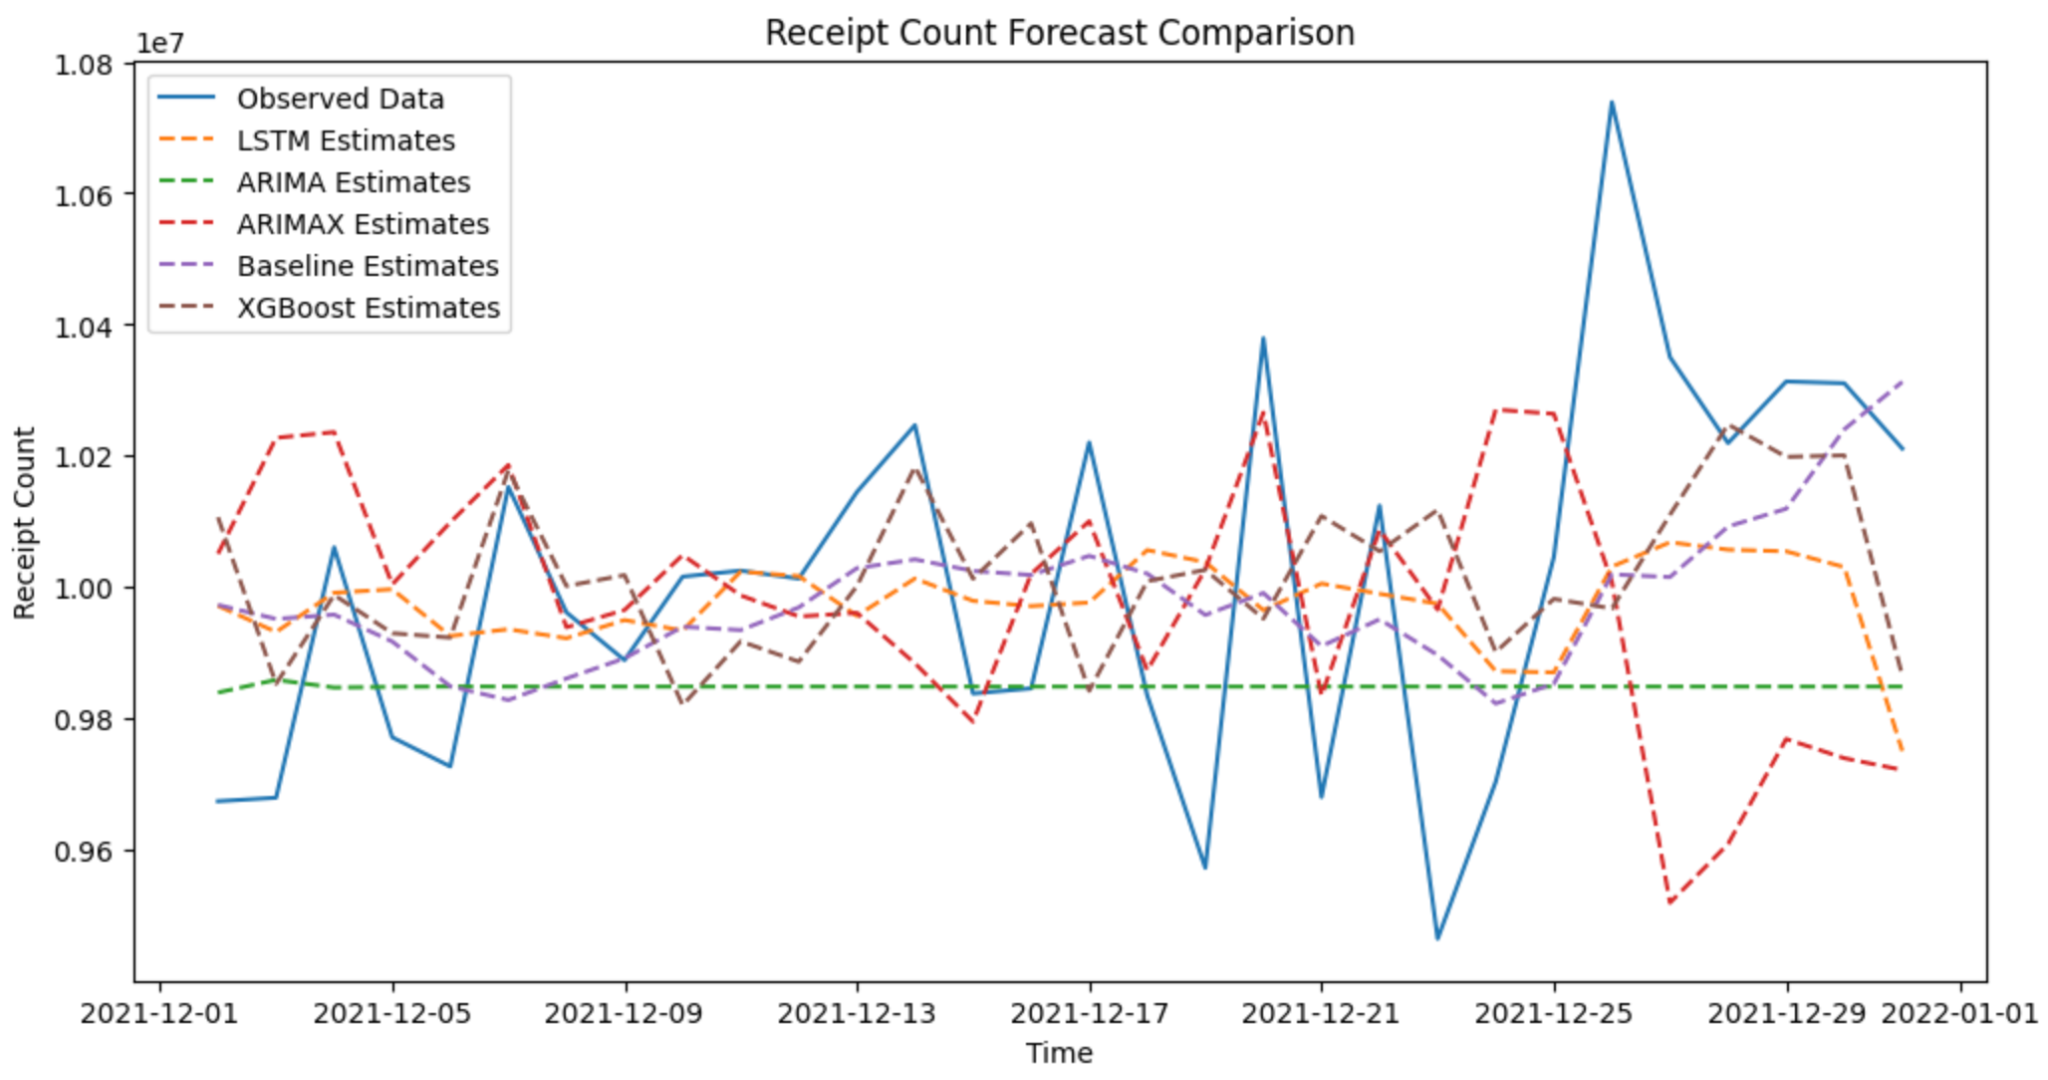 Receipt Count Forecast Comparison
1e7
1.08
1.06
1.04
1.02
1.00
0.98
0.96
Receipt Count
Observed Data
LSTM Estimates
ARIMA Estimates
ARIMAX Estimates
Baseline Estimates
XGBoost Estimates
2021-12-01 2021-12-05 2021-12-09 2021-12-13 2021-12-17 2021-12-21 2021-12-25 2021-12-29 2022-01-01
Time